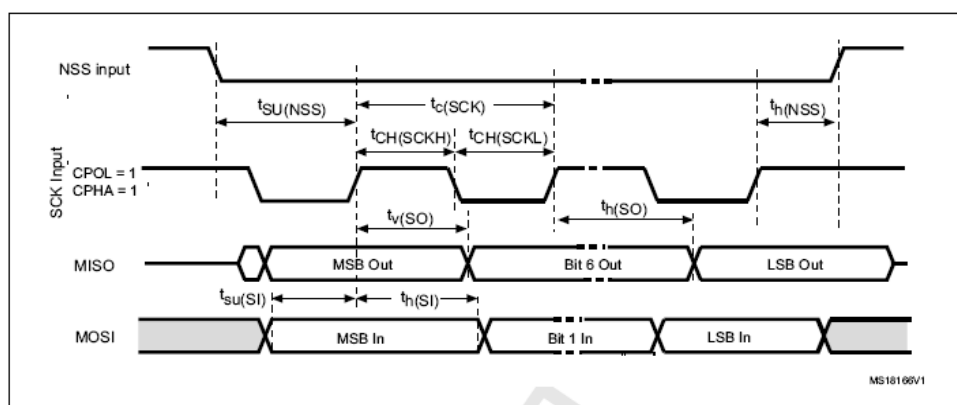 NSS input
tSU(NSS)
tc(SCK)
th(NSS)
tCH(SCKH)
tCH(SCKL)
SCK Input
CPOL = 1
CPHA = 1
tv(SO)
th(SO)
MISO
MSB Out
Bit 6 Out
LSB Out
tsu(SI)
th(SI)
MOSI
MSB In
Bit 1 In
LSB In
MS18166V1